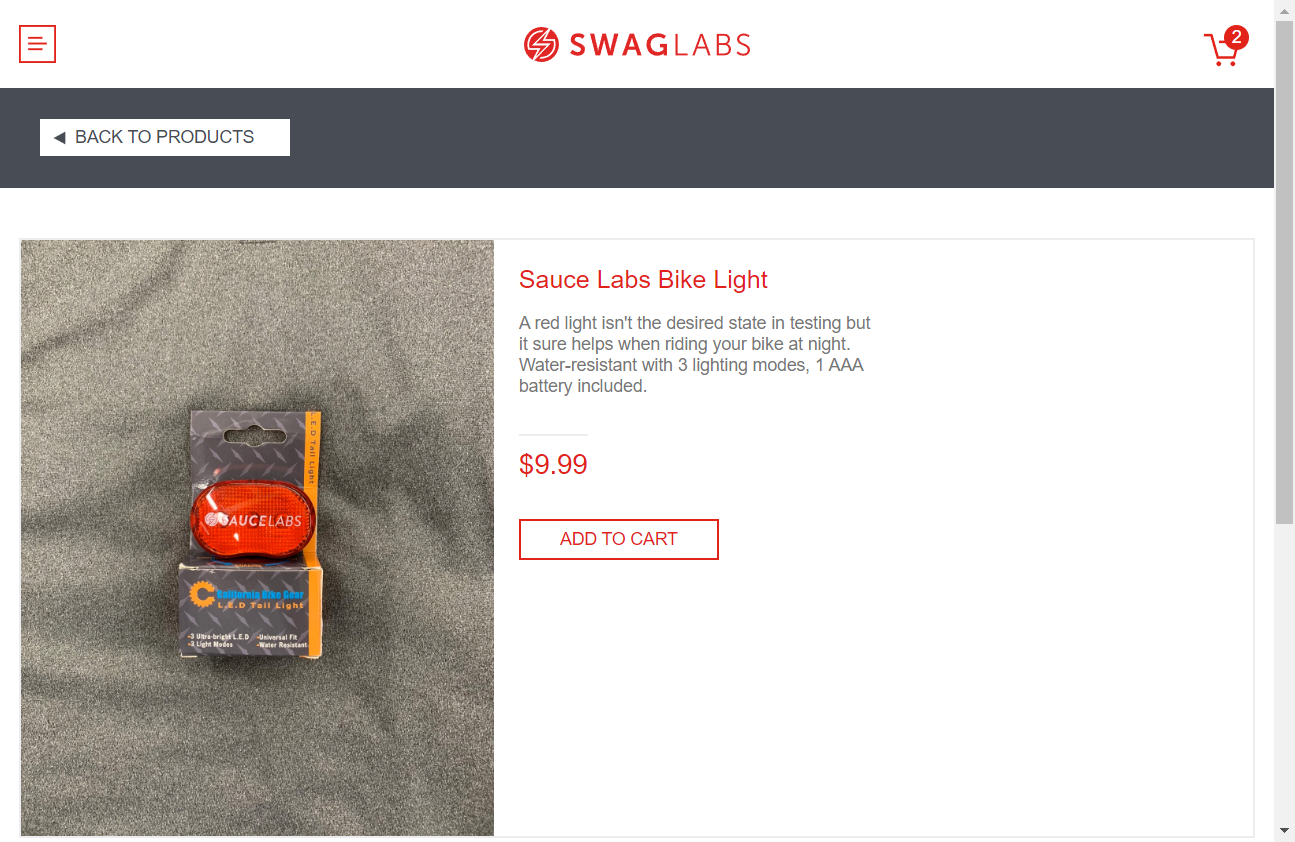 SWAGLABS
2
BACK TO PRODUCTS
Sauce Labs Bike Light
A red light isn't the desired state in testing but
it sure helps when riding your bike at night.
Water-resistant with 3 lighting modes, 1 AAA
battery included.
$9.99
ADD TO CART
L.E.D Tail Light
SAUCELABS
California Bike Gear
L.E.D Tail Light
-3 Ultra-bright L.E.D -Universal Fit
-3 Light Modes -Water Resistant